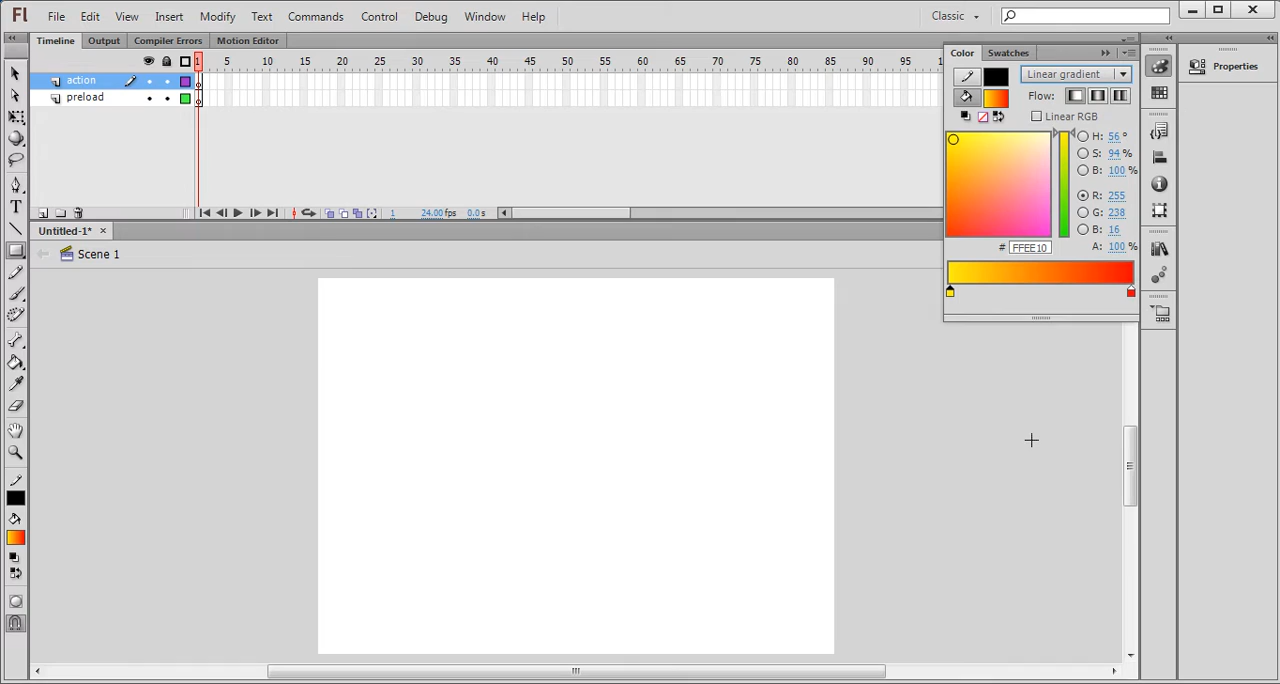 Fl File Edit View Insert Modify Text Commands Control Debug Window Help Classic
Timeline Output Compiler Errors Motion Editor
1 5 10 15 20 25 30 35 40 45 50 55 60 65 70 75 80 85 90 95
action
preload
1 24.00 fps 0.0 s
Untitled-1*
Scene 1
Color Swatches
Linear gradient
Flow:
Linear RGB
H: 56 °
S: 94 %
B: 100 %
R: 255
G: 238
B: 16
# FFEE10 A: 100 %
Properties
T